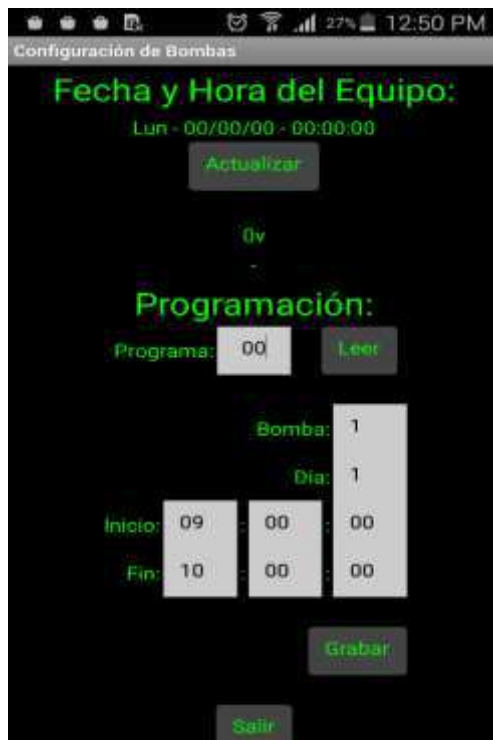 27% 12:50 PM
Configuración de Bombas
Fecha y Hora del Equipo:
Lun - 00/00/00 - 00:00:00
Actualizar
0v
-
Programación:
Programa: 00 Leer
Bomba: 1
Dia: 1
Inicio: 09 : 00 : 00
Fin: 10 : 00 : 00
Grabar
Salir